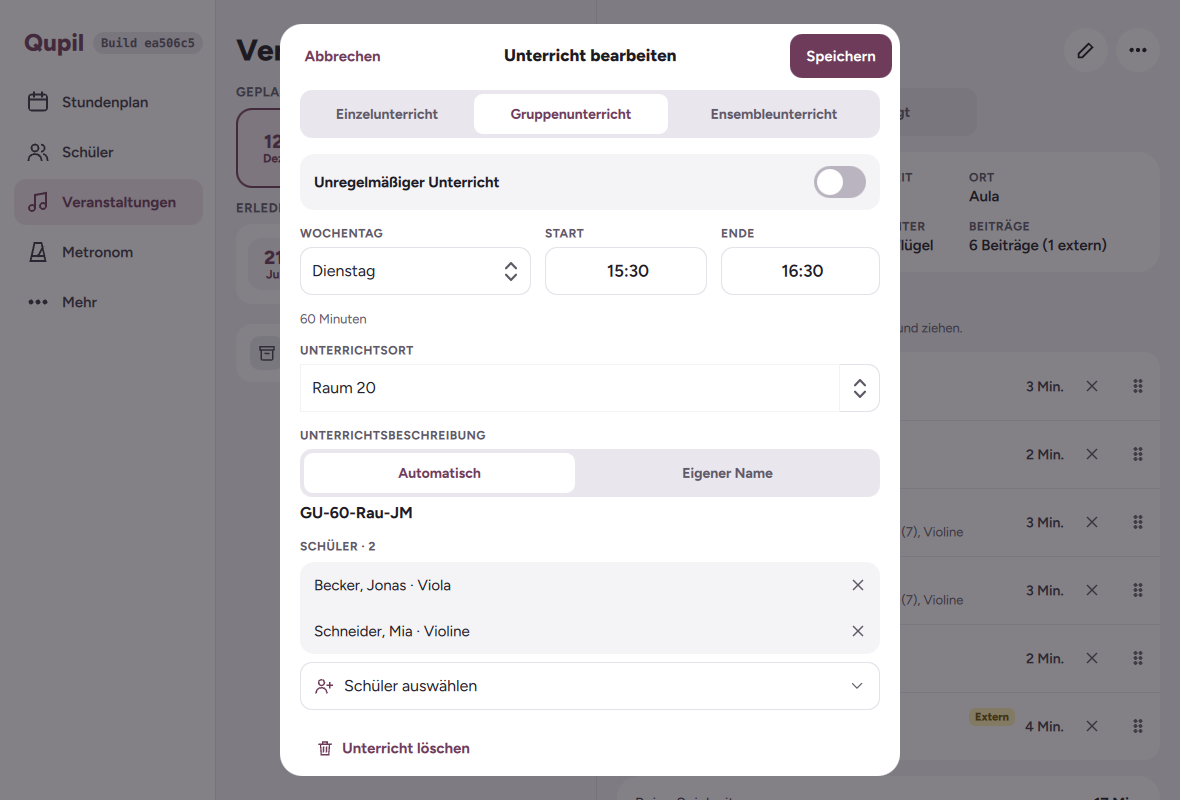 Qupil Build ea506c5
Stundenplan
Schüler
Veranstaltungen
Metronom
Mehr
Abbrechen
Unterricht bearbeiten
Speichern
Einzelunterricht
Gruppenunterricht
Ensembleunterricht
Unregelmäßiger Unterricht
WOCHENTAG
START
ENDE
Dienstag
15:30
16:30
60 Minuten
UNTERRICHTSORT
Raum 20
UNTERRICHTSBESCHREIBUNG
Automatisch
Eigener Name
GU-60-Rau-JM
SCHÜLER · 2
Becker, Jonas · Viola
Schneider, Mia · Violine
Schüler auswählen
Unterricht löschen
ORT
Aula
BEITRÄGE
6 Beiträge (1 extern)
und ziehen.
3 Min.
2 Min.
(7), Violine
3 Min.
(7), Violine
3 Min.
2 Min.
Extern
4 Min.